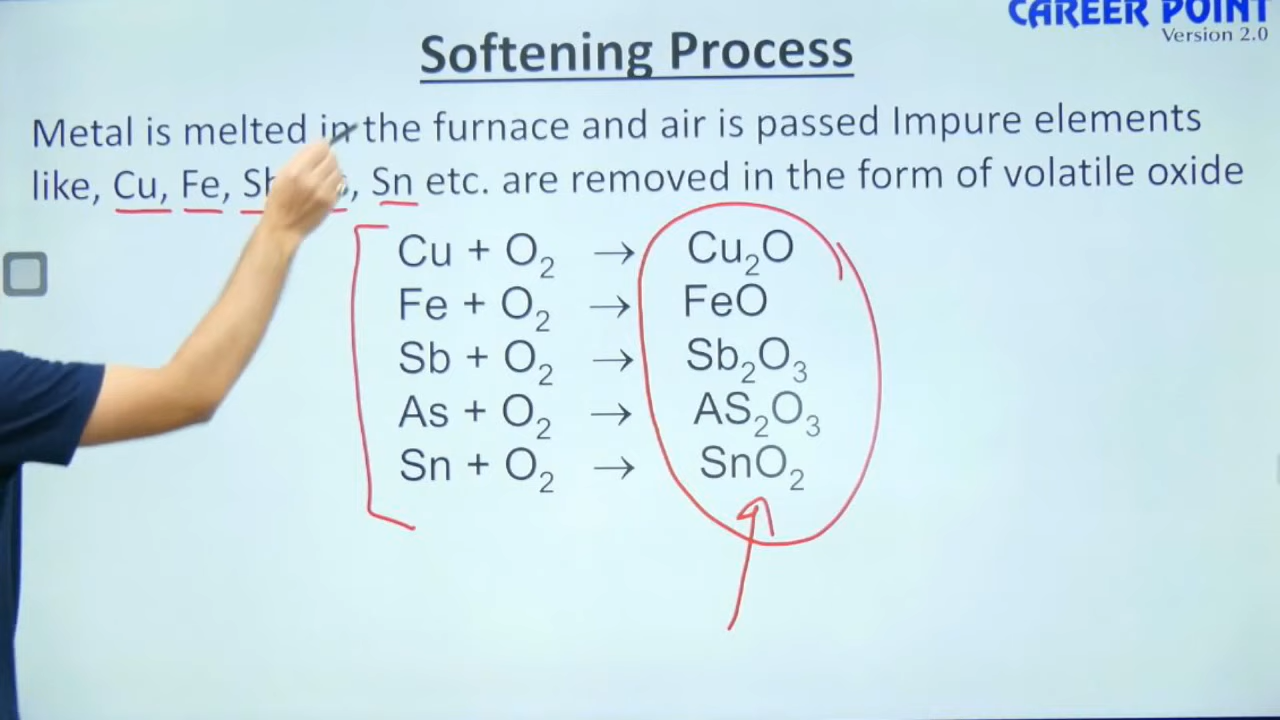 CAREER POINT
Version 2.0
Softening Process
Metal is melted in the furnace and air is passed Impure elements
like, Cu, Fe, Sn etc. are removed in the form of volatile oxide
Cu + O₂ → Cu₂O
Fe + O₂ → FeO
Sb + O₂ → Sb₂O₃
As + O₂ → AS₂O₃
Sn + O₂ → SnO₂